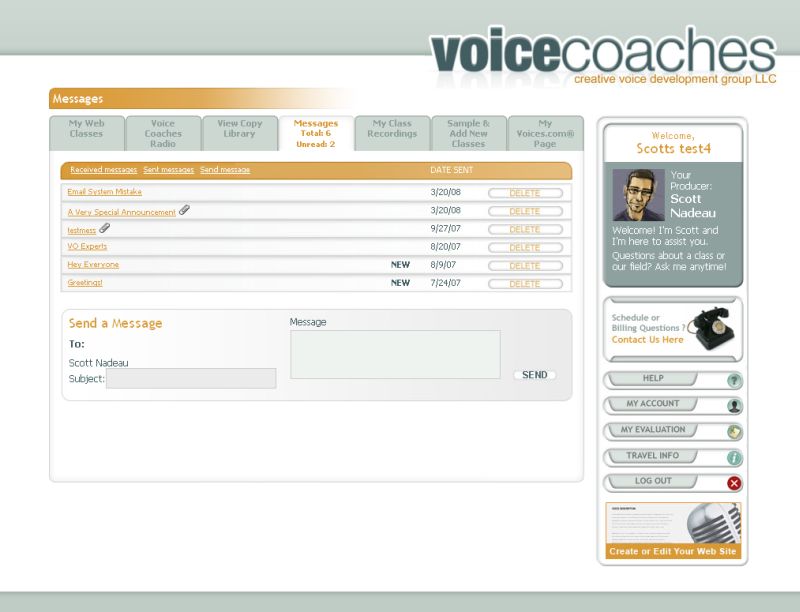 voicecoaches
creative voice development group LLC
Messages
My Web
Classes
Voice
Coaches
Radio
View Copy
Library
Messages
Total: 6
Unread: 2
My Class
Recordings
Sample &
Add New
Classes
My
Voices.com®
Page
Received messages Sent messages Send message DATE SENT
Email System Mistake 3/20/08 DELETE
A Very Special Announcement 3/20/08 DELETE
testmess 9/27/07 DELETE
VO Experts 8/20/07 DELETE
Hey Everyone NEW 8/9/07 DELETE
Greetings! NEW 7/24/07 DELETE
Send a Message
To:
Scott Nadeau
Subject:
Message
SEND
Welcome,
Scotts test4
Your
Producer:
Scott
Nadeau
Welcome! I'm Scott and
I'm here to assist you.
Questions about a class or
our field? Ask me anytime!
Schedule or
Billing Questions ?
Contact Us Here
HELP ?
MY ACCOUNT
MY EVALUATION
TRAVEL INFO i
LOG OUT
Create or Edit Your Web Site